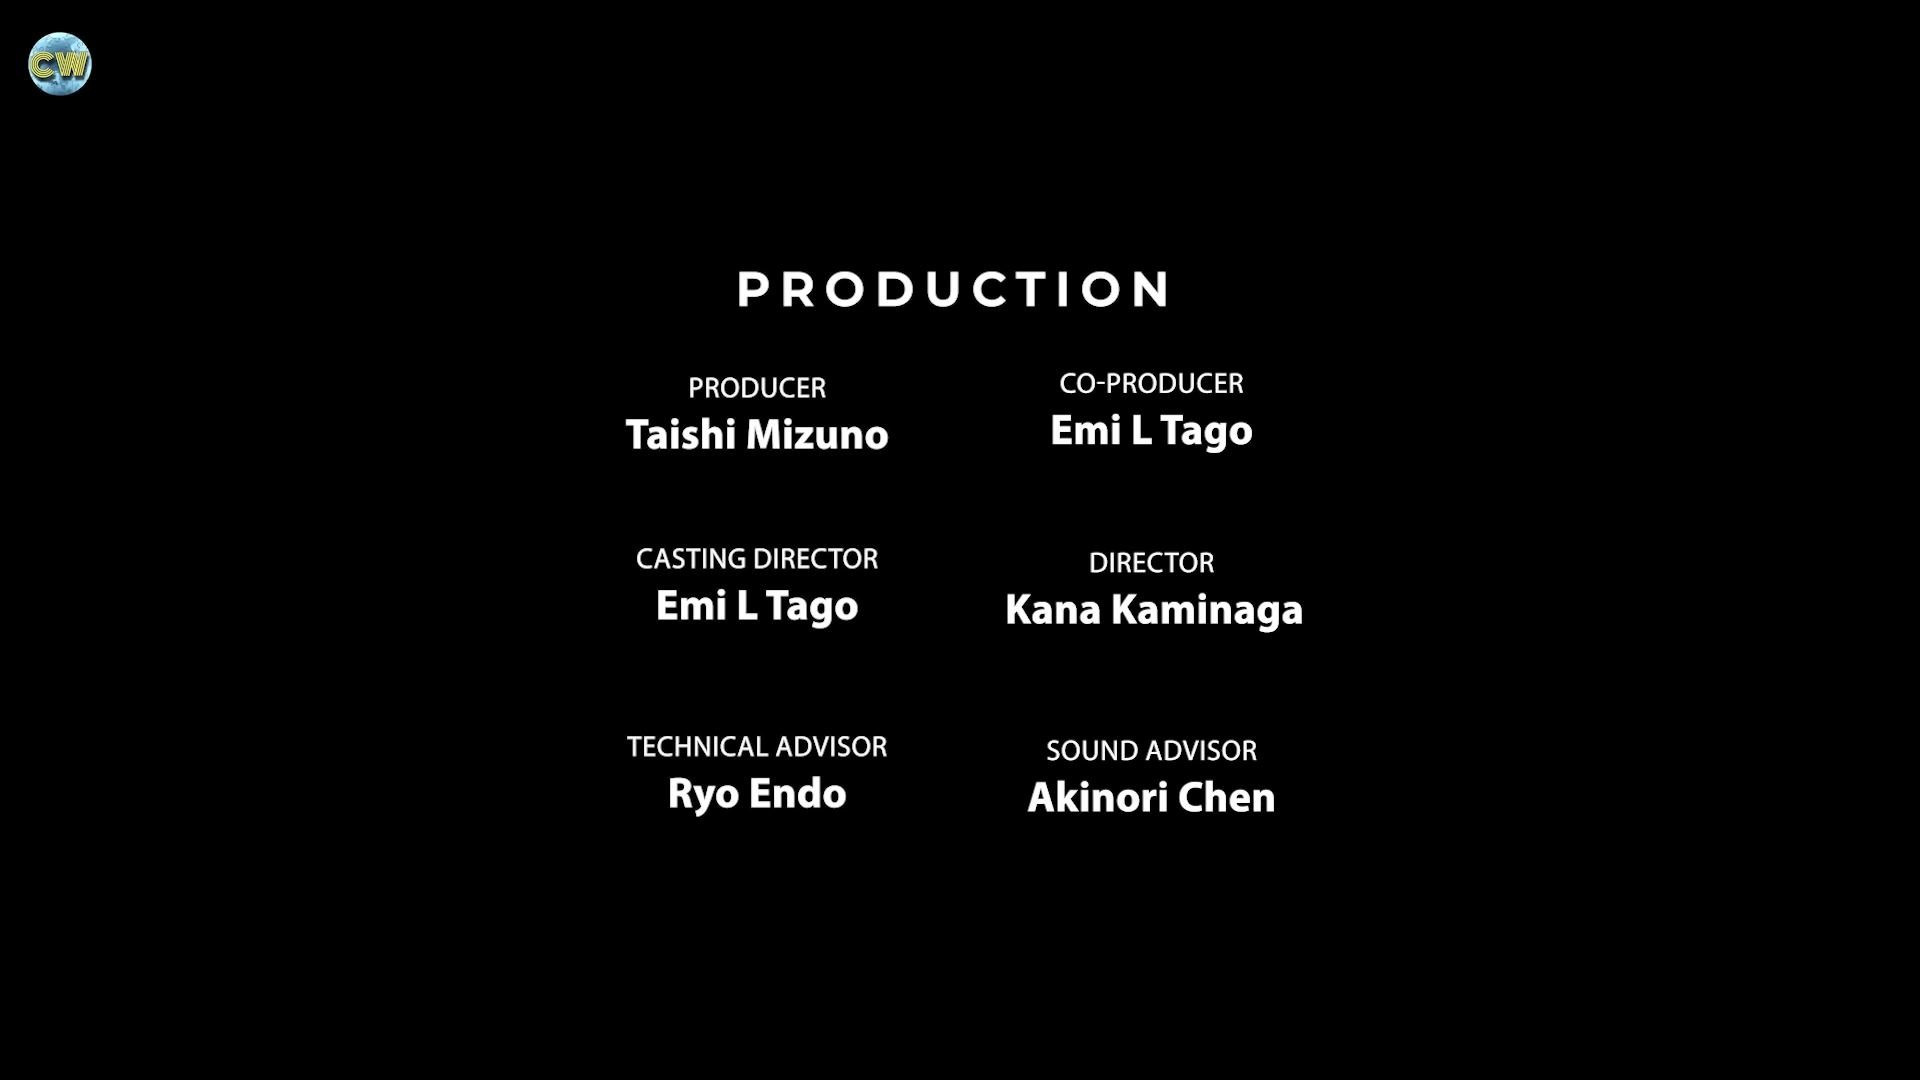 CW
PRODUCTION
PRODUCER
Taishi Mizuno
CO-PRODUCER
Emi L Tago
CASTING DIRECTOR
Emi L Tago
DIRECTOR
Kana Kaminaga
TECHNICAL ADVISOR
Ryo Endo
SOUND ADVISOR
Akinori Chen